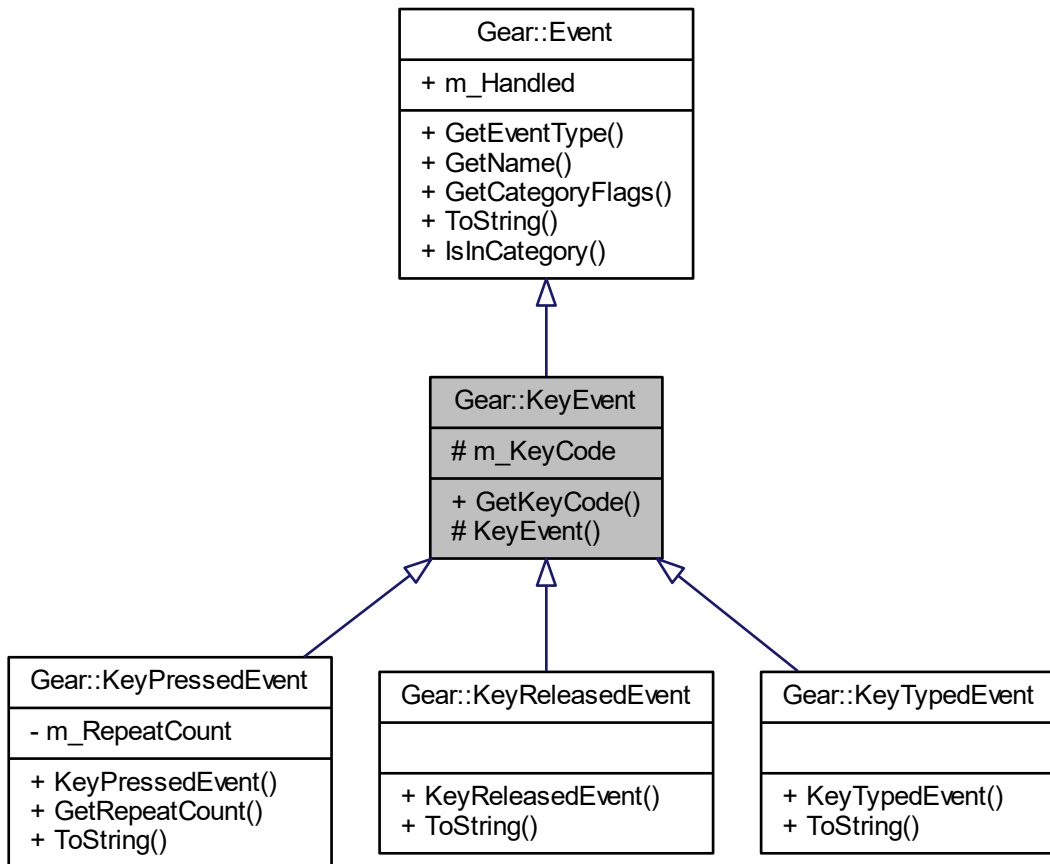 Gear::Event
+ m_Handled
+ GetEventType()
+ GetName()
+ GetCategoryFlags()
+ ToString()
+ IsInCategory()
Gear::KeyEvent
# m_KeyCode
+ GetKeyCode()
# KeyEvent()
Gear::KeyPressedEvent
- m_RepeatCount
+ KeyPressedEvent()
+ GetRepeatCount()
+ ToString()
Gear::KeyReleasedEvent
+ KeyReleasedEvent()
+ ToString()
Gear::KeyTypedEvent
+ KeyTypedEvent()
+ ToString()